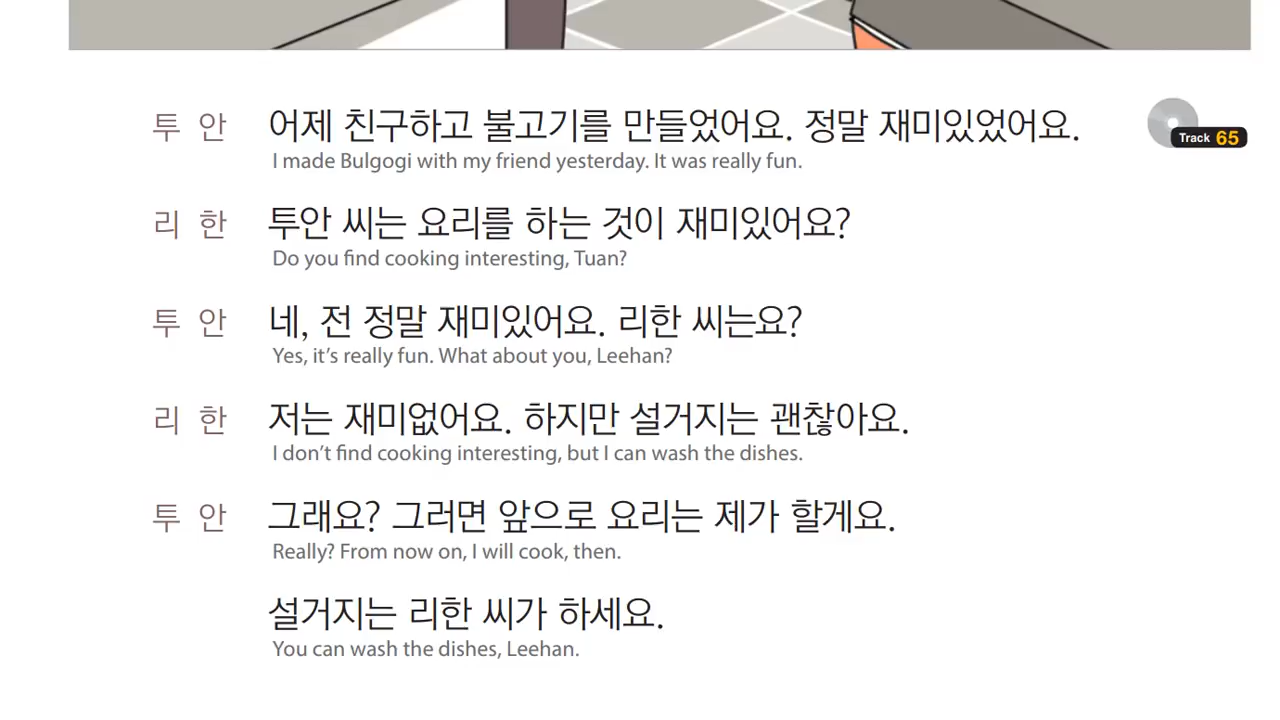 투 안 어제 친구하고 불고기를 만들었어요. 정말 재미있었어요. Track 65
I made Bulgogi with my friend yesterday. It was really fun.
리 한 투안 씨는 요리를 하는 것이 재미있어요?
Do you find cooking interesting, Tuan?
투 안 네, 전 정말 재미있어요. 리한 씨는요?
Yes, it’s really fun. What about you, Leehan?
리 한 저는 재미없어요. 하지만 설거지는 괜찮아요.
I don’t find cooking interesting, but I can wash the dishes.
투 안 그래요? 그러면 앞으로 요리는 제가 할게요.
Really? From now on, I will cook, then.
설거지는 리한 씨가 하세요.
You can wash the dishes, Leehan.